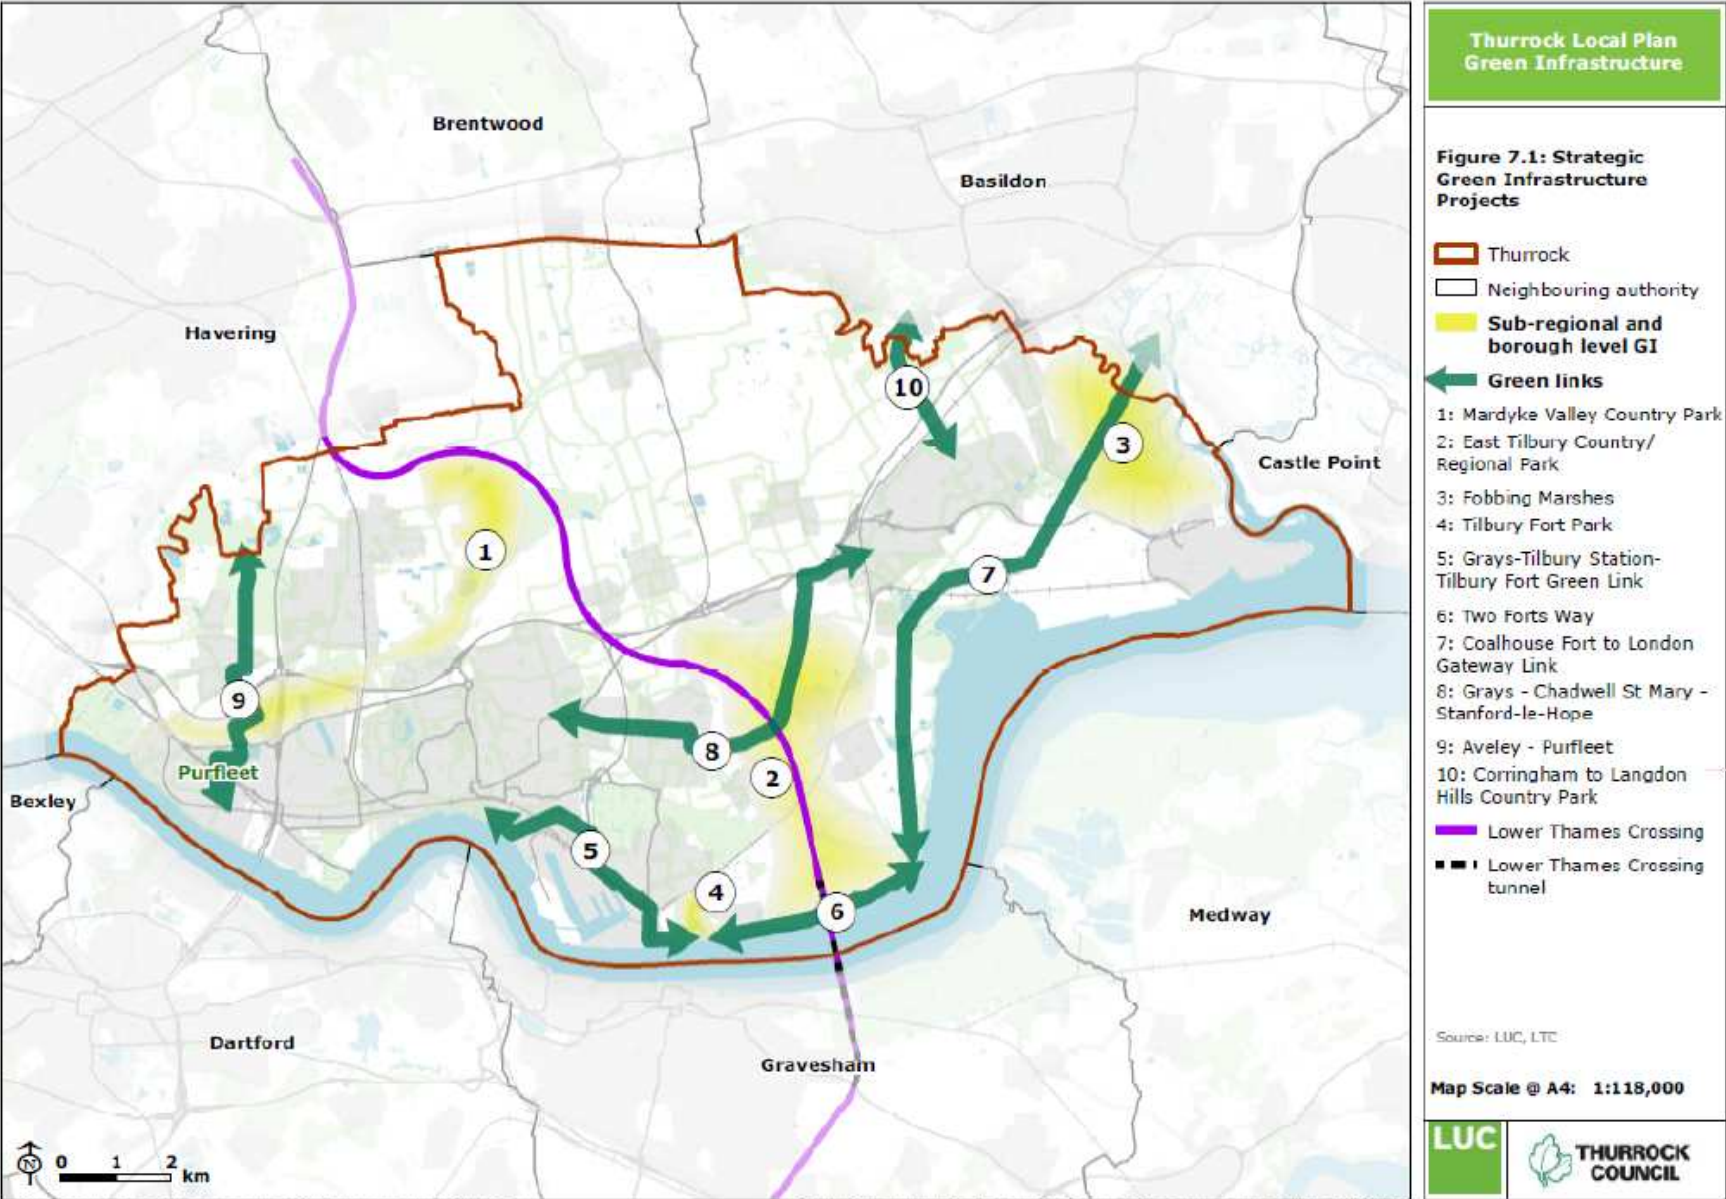 Brentwood
Basildon
Havering
10
3
Castle Point
1
7
9
8
2
Purfleet
Bexley
5
4
6
Medway
Dartford
Gravesham
N
0 1 2 km
Thurrock Local Plan
Green Infrastructure
Figure 7.1: Strategic
Green Infrastructure
Projects
Thurrock
Neighbouring authority
Sub-regional and
borough level GI
Green links
1: Mardyke Valley Country Park
2: East Tilbury Country/
Regional Park
3: Fobbing Marshes
4: Tilbury Fort Park
5: Grays-Tilbury Station-
Tilbury Fort Green Link
6: Two Forts Way
7: Coalhouse Fort to London
Gateway Link
8: Grays - Chadwell St Mary -
Stanford-le-Hope
9: Aveley - Purfleet
10: Corringham to Langdon
Hills Country Park
Lower Thames Crossing
Lower Thames Crossing
tunnel
Source: LUC, LTC
Map Scale @ A4: 1:118,000
LUC
THURROCK
COUNCIL